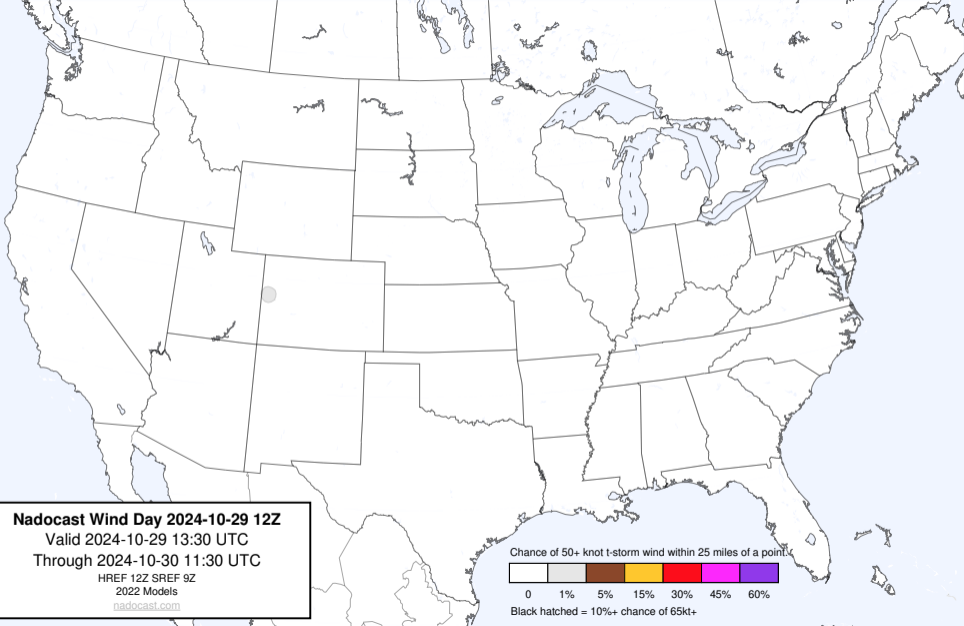 Nadocast Wind Day 2024-10-29 12Z
Valid 2024-10-29 13:30 UTC
Through 2024-10-30 11:30 UTC
HREF 12Z SREF 9Z
2022 Models
nadocast.com
Chance of 50+ knot t-storm wind within 25 miles of a point.
0 1% 5% 15% 30% 45% 60%
Black hatched = 10%+ chance of 65kt+